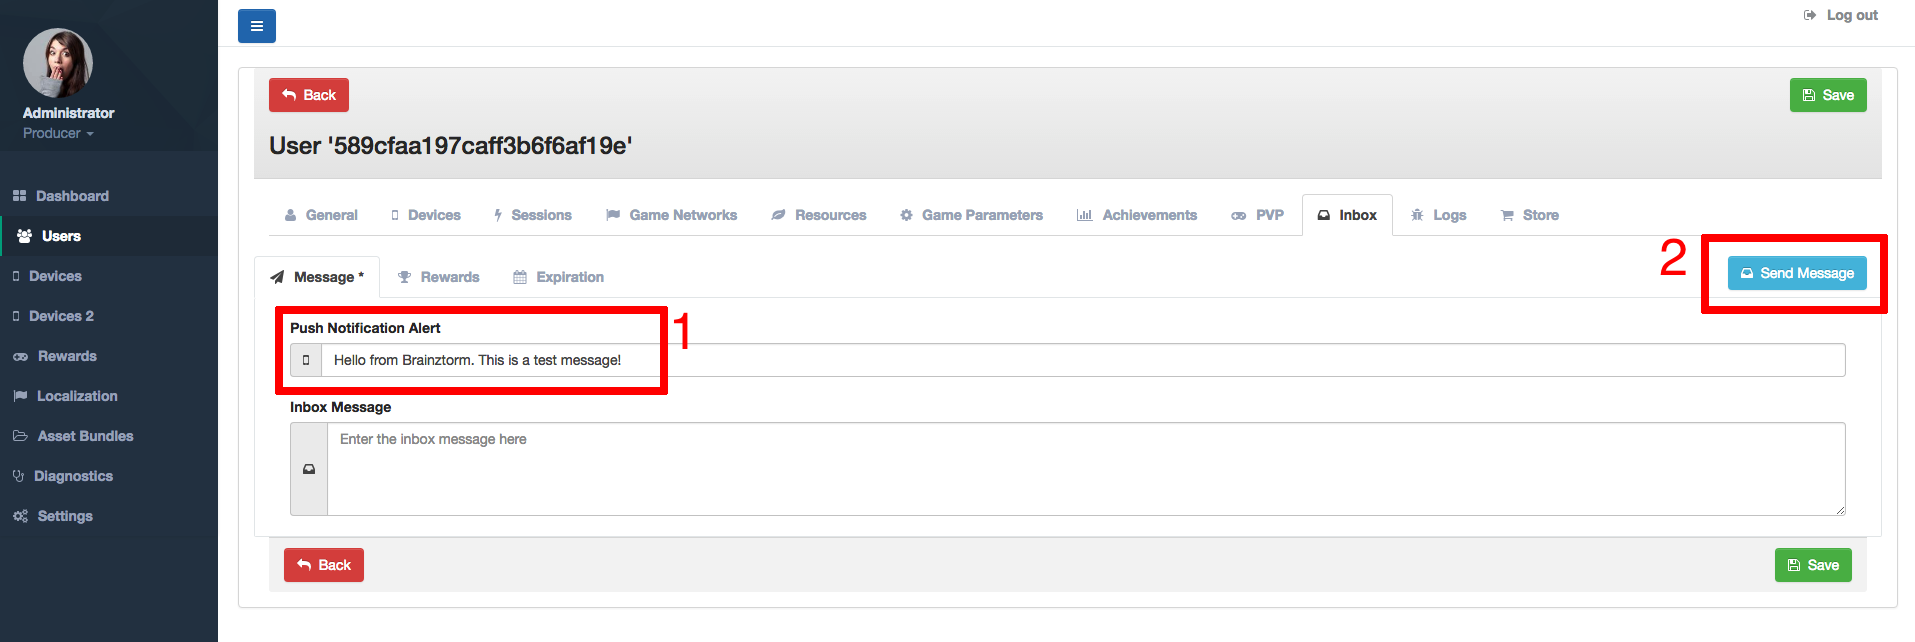 Log out
Administrator
Producer
Dashboard
Users
Devices
Devices 2
Rewards
Localization
Asset Bundles
Diagnostics
Settings
Back
Save
User '589cfaa197caff3b6f6af19e'
General Devices Sessions Game Networks Resources Game Parameters Achievements PVP Inbox Logs Store
Message * Rewards Expiration
2
Send Message
Push Notification Alert
1
Hello from Brainztorm. This is a test message!
Inbox Message
Enter the inbox message here
Back
Save